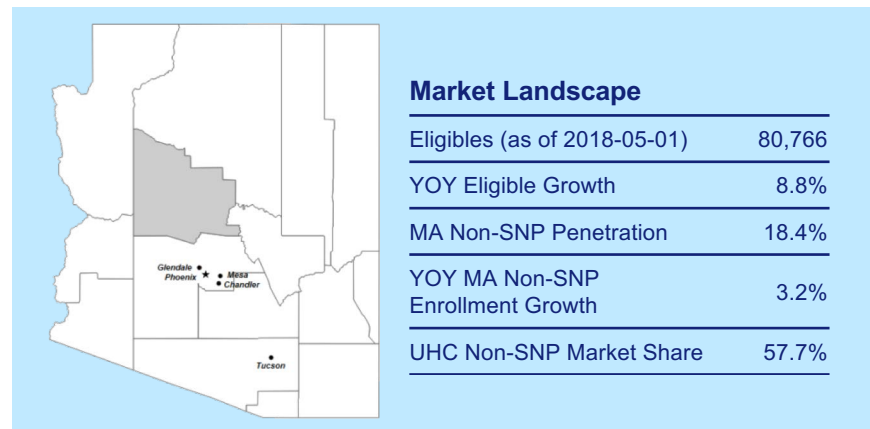 Market Landscape
Eligibles (as of 2018-05-01) 80,766
YOY Eligible Growth 8.8%
MA Non-SNP Penetration 18.4%
YOY MA Non-SNP
Enrollment Growth 3.2%
UHC Non-SNP Market Share 57.7%
Glendale
Phoenix
Mesa
Chandler
Tucson